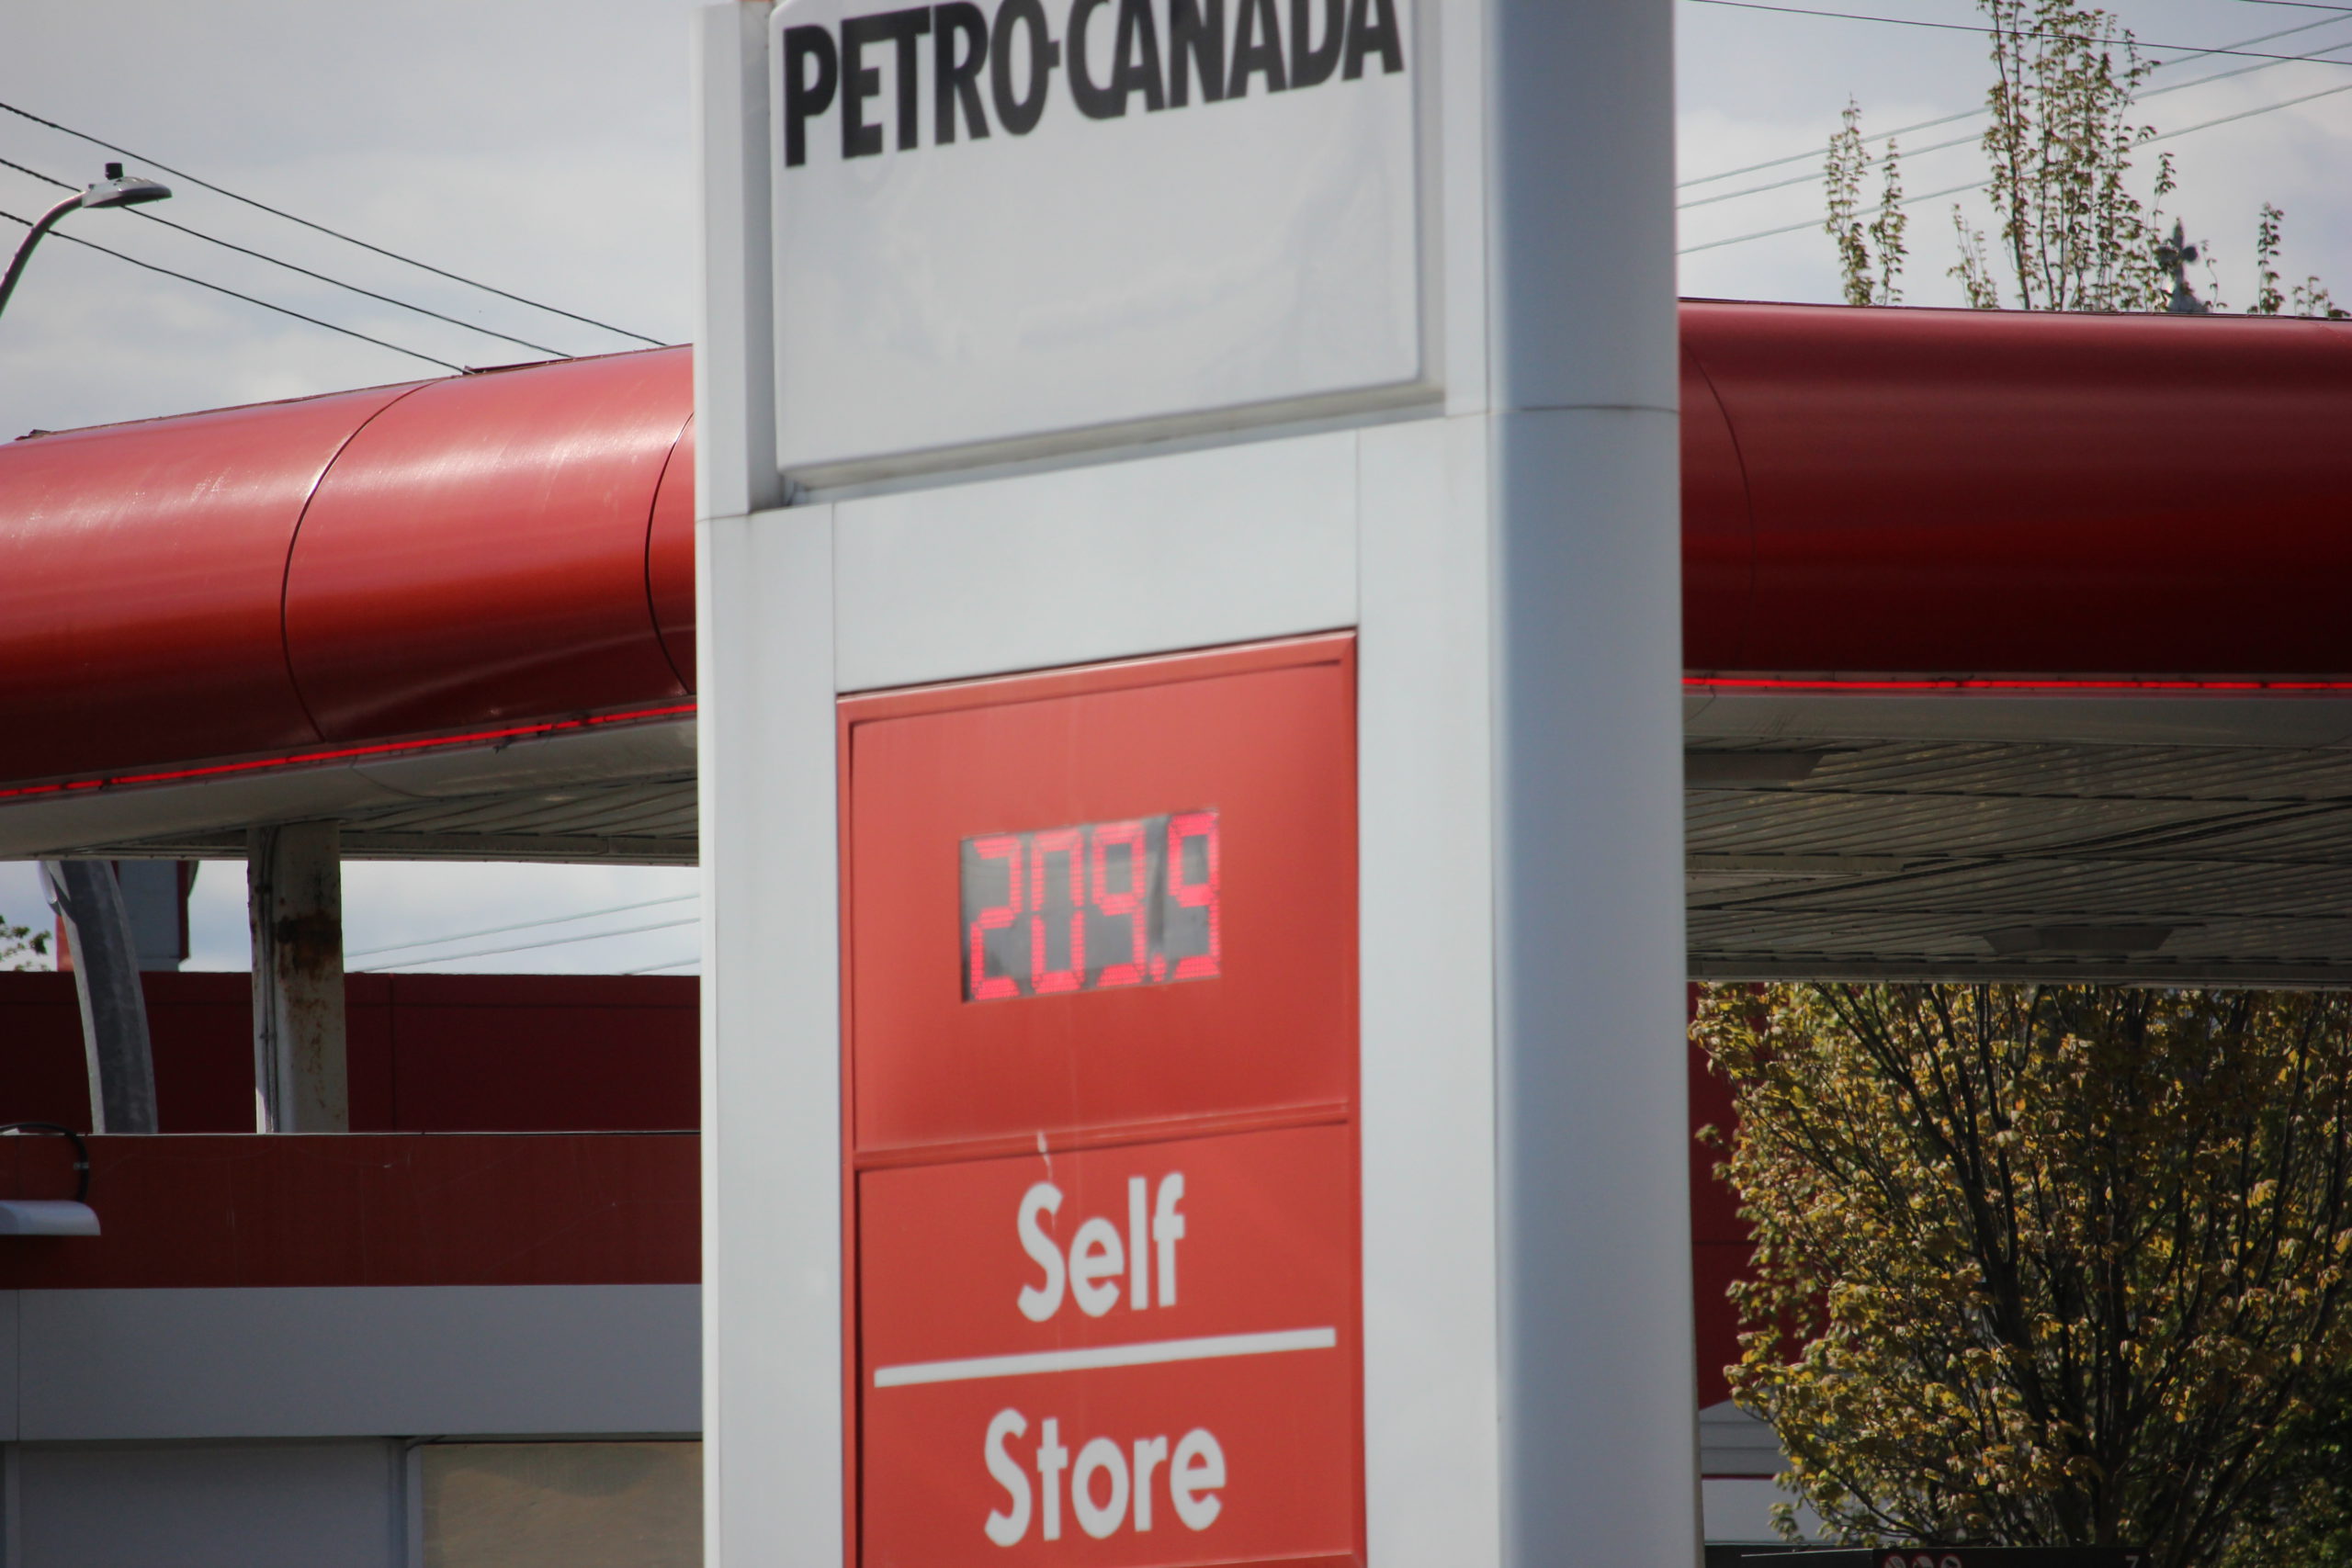 PETRO-CANADA
209.9
Self
Store